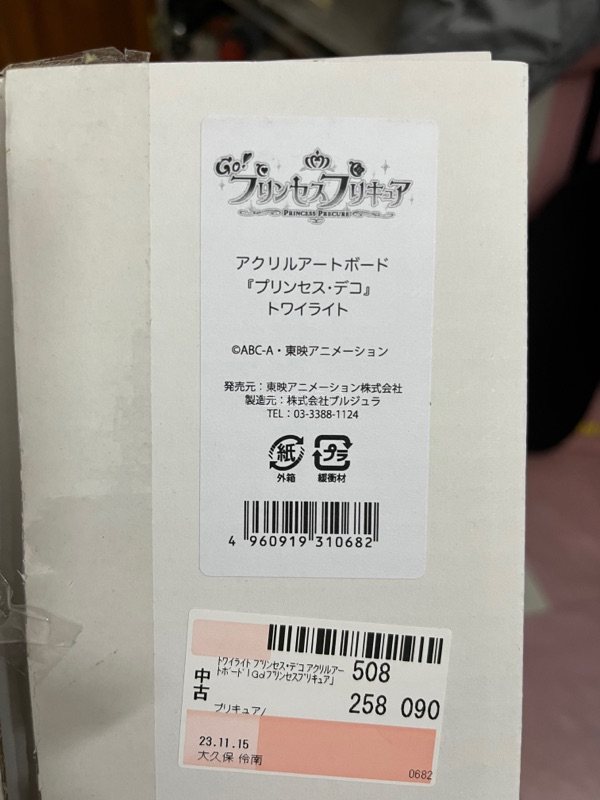 Go!
プリンセスプリキュア
PRINCESS PRECURE
アクリルアートボード
『プリンセス・デコ』
トワイライト
©ABC-A・東映アニメーション
発売元：東映アニメーション株式会社
製造元：株式会社ブルジュラ
TEL：03-3388-1124
紙 プラ
外箱 緩衝材
4 960919 310682
中古
トワイライト プリンセス・デコ アクリルアー
トボード 「Go!プリンセスプリキュア」
508
258 090
プリキュア/
23.11.15
大久保 伶南
0682